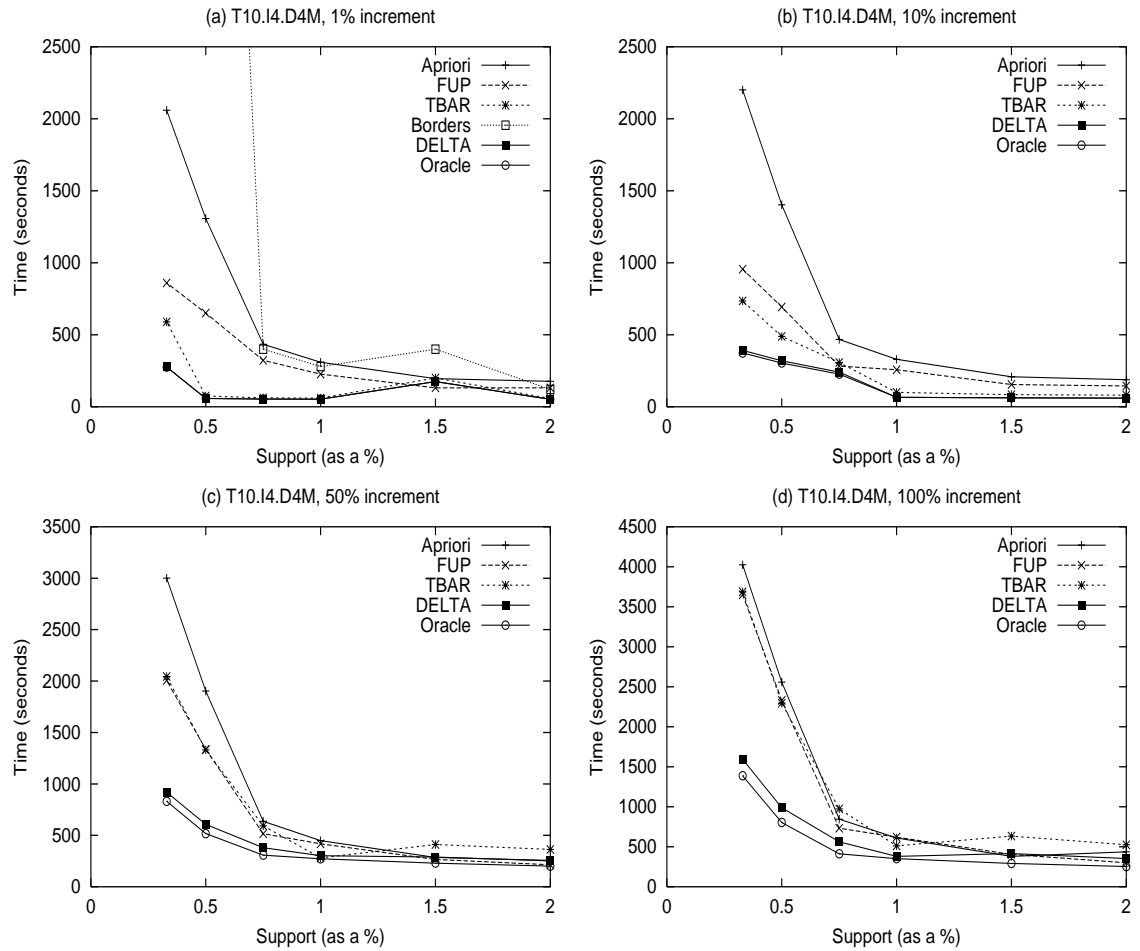 (a) T10.I4.D4M, 1% increment
2500
2000
1500
1000
500
0
Time (seconds)
Apriori
FUP
TBAR
Borders
DELTA
Oracle
0
0.5
1
1.5
2
Support (as a %)
(b) T10.I4.D4M, 10% increment
2500
2000
1500
1000
500
0
Time (seconds)
Apriori
FUP
TBAR
DELTA
Oracle
0
0.5
1
1.5
2
Support (as a %)
(c) T10.I4.D4M, 50% increment
3500
3000
2500
2000
1500
1000
500
0
Time (seconds)
Apriori
FUP
TBAR
DELTA
Oracle
0
0.5
1
1.5
2
Support (as a %)
(d) T10.I4.D4M, 100% increment
4500
4000
3500
3000
2500
2000
1500
1000
500
0
Time (seconds)
Apriori
FUP
TBAR
DELTA
Oracle
0
0.5
1
1.5
2
Support (as a %)